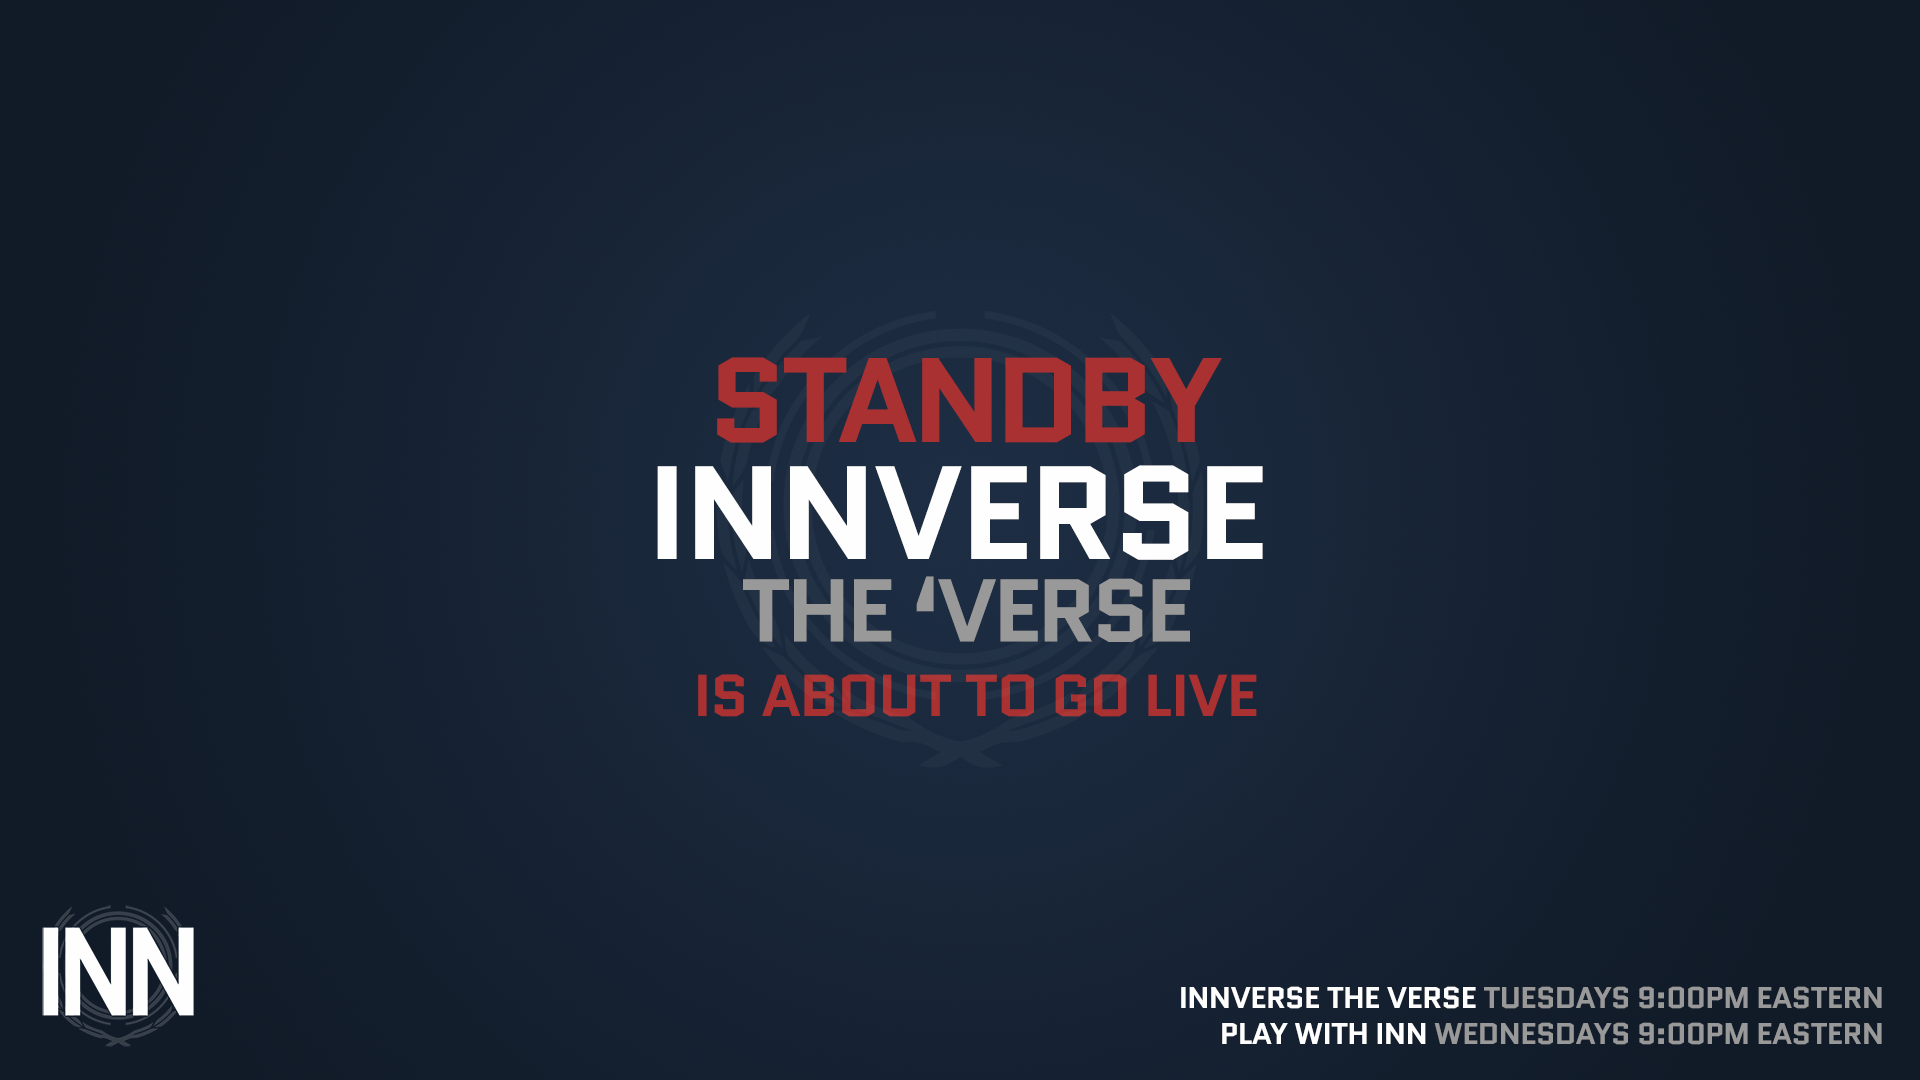 STANDBY
INNVERSE
THE ‘VERSE
IS ABOUT TO GO LIVE
INN
INNVERSE THE VERSE TUESDAYS 9:00PM EASTERN
PLAY WITH INN WEDNESDAYS 9:00PM EASTERN